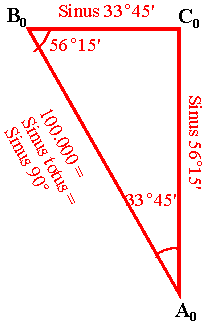 Sinus 33°45'
B₀
C₀
56°15'
100.000 =
Sinus totus =
Sinus 90°
Sinus 56°15'
33°45'
A₀